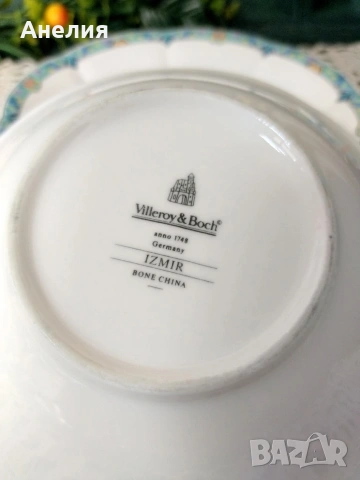 Анелия
Villeroy & Boch®
anno 1748
Germany
IZMIR
BONE CHINA
BAZAR